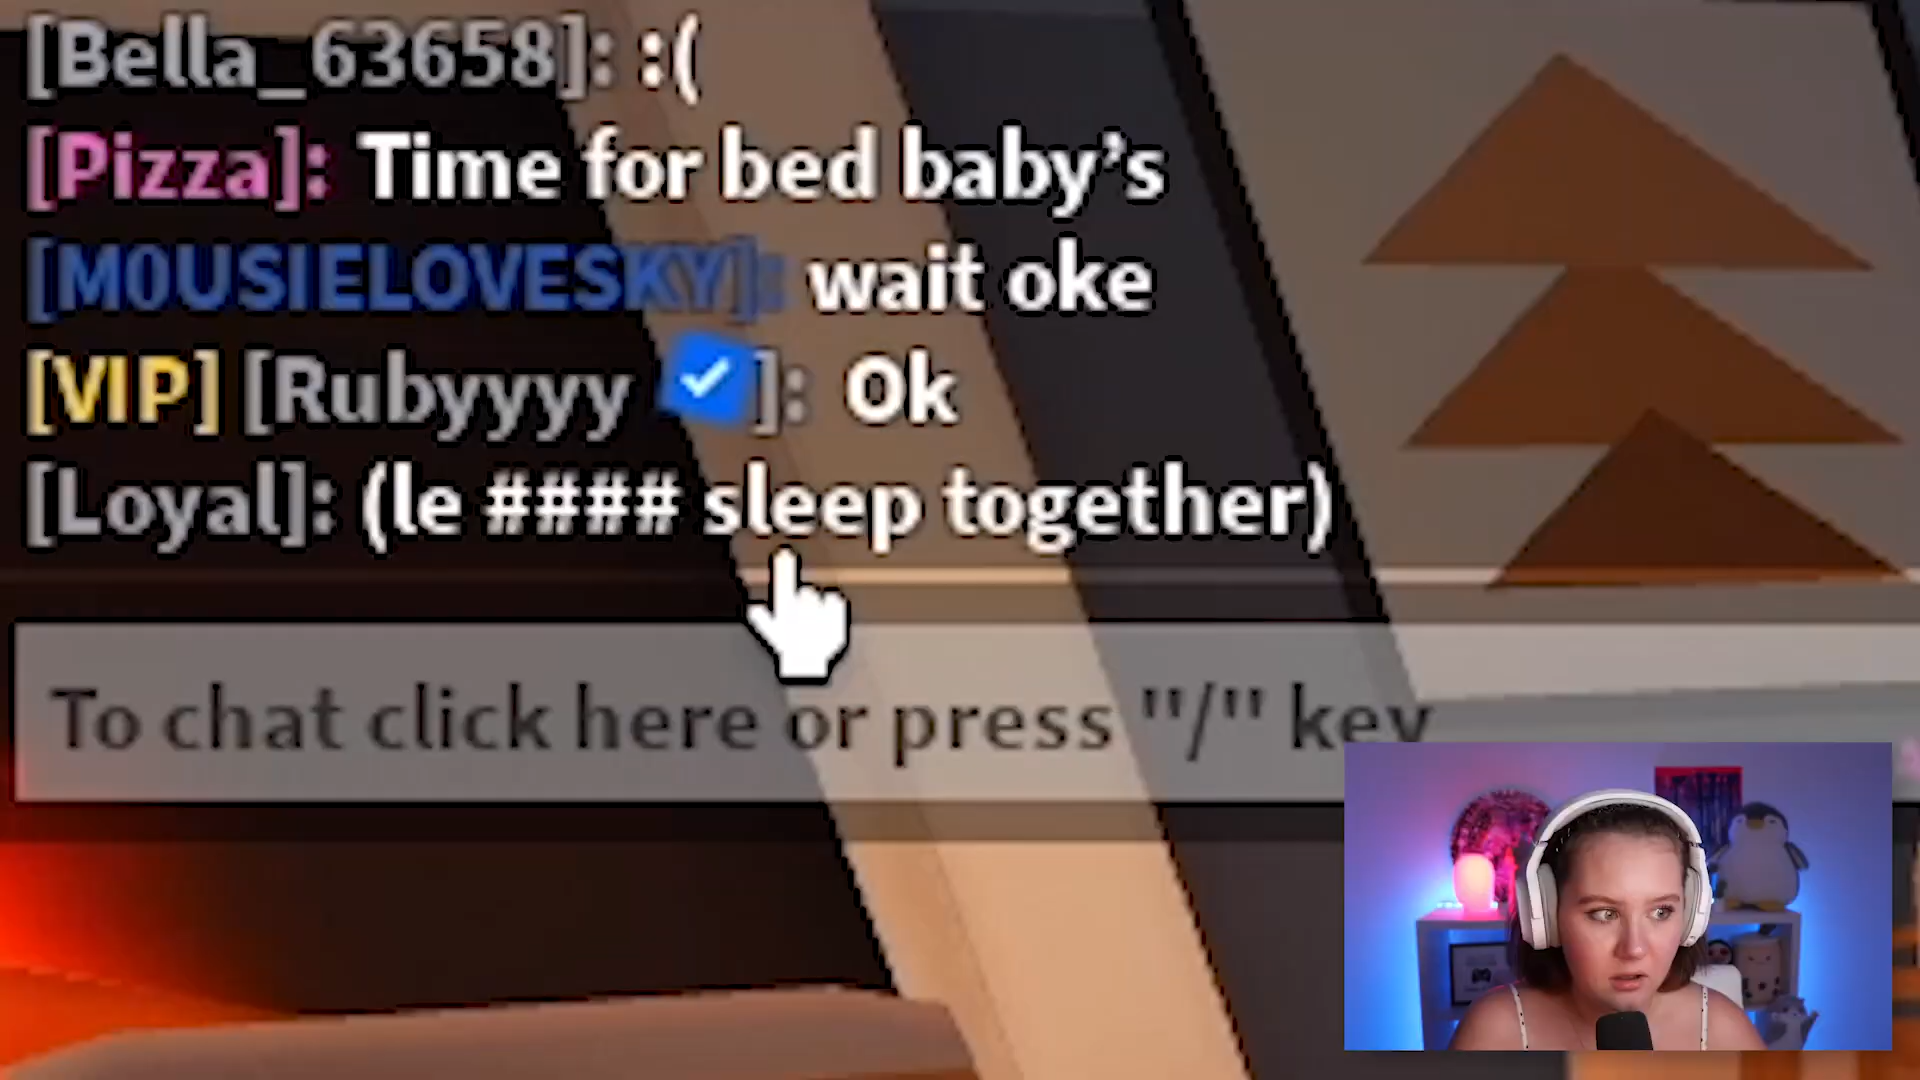 [Bella_63658]: :(
[Pizza]: Time for bed baby’s
[M0USIELOVESKY]: wait oke
[VIP] [Rubyyyy ✓]: Ok
[Loyal]: (le #### sleep together)
To chat click here or press "/" key